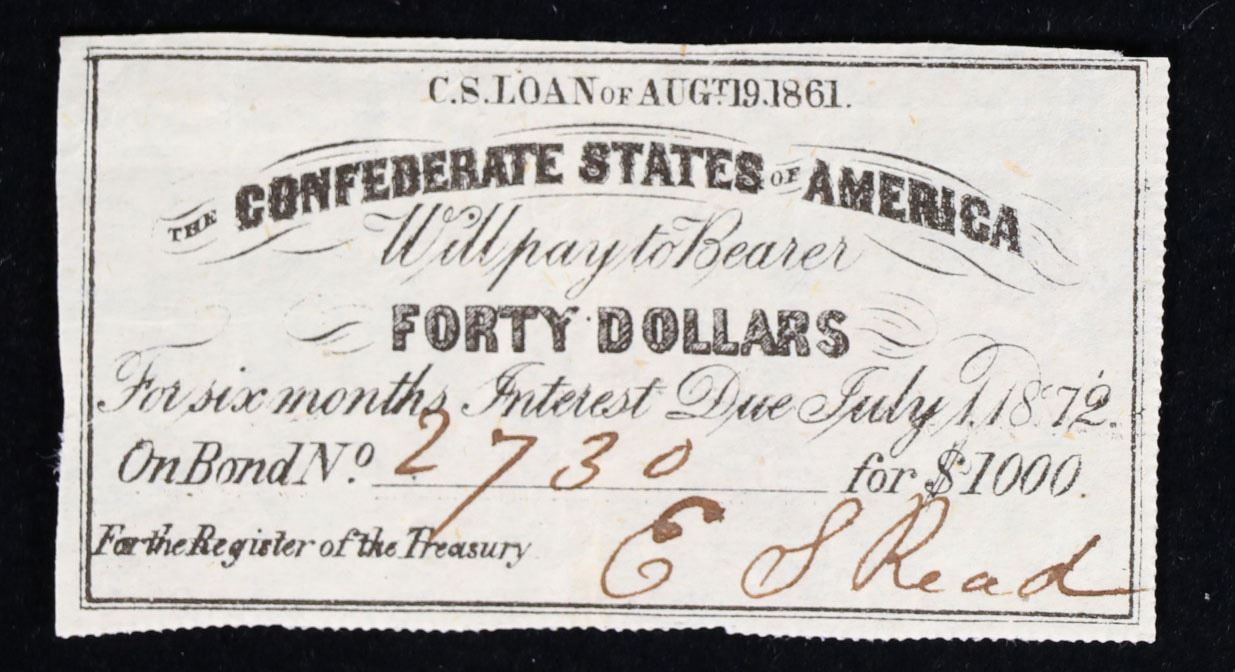 C.S. LOAN OF AUGT. 19. 1861.
THE CONFEDERATE STATES OF AMERICA
Will pay to Bearer
FORTY DOLLARS
For six months Interest Due July 1, 1872.
On Bond No. 2730 for $1000.
For the Register of the Treasury E S Read